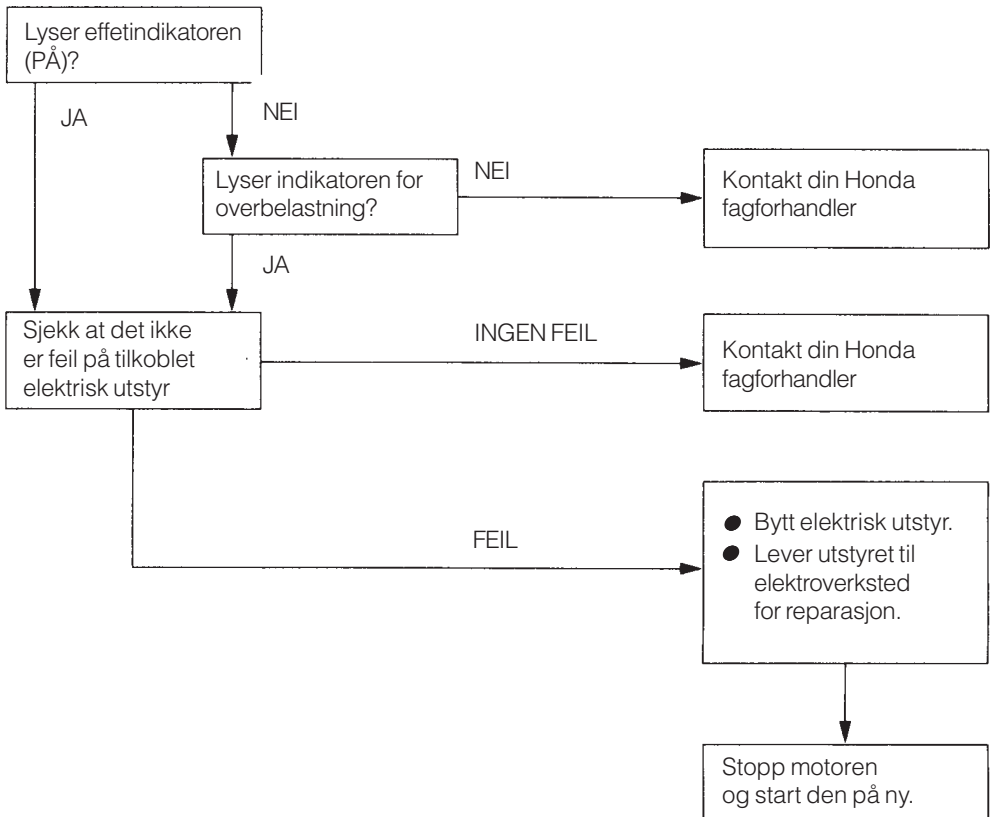 Lyser effetindikatoren
(PÅ)?
JA
NEI
Lyser indikatoren for
overbelastning?
NEI
Kontakt din Honda
fagforhandler
JA
Sjekk at det ikke
er feil på tilkoblet
elektrisk utstyr
INGEN FEIL
Kontakt din Honda
fagforhandler
FEIL
● Bytt elektrisk utstyr.
● Lever utstyret til
elektroverksted
for reparasjon.
Stopp motoren
og start den på ny.